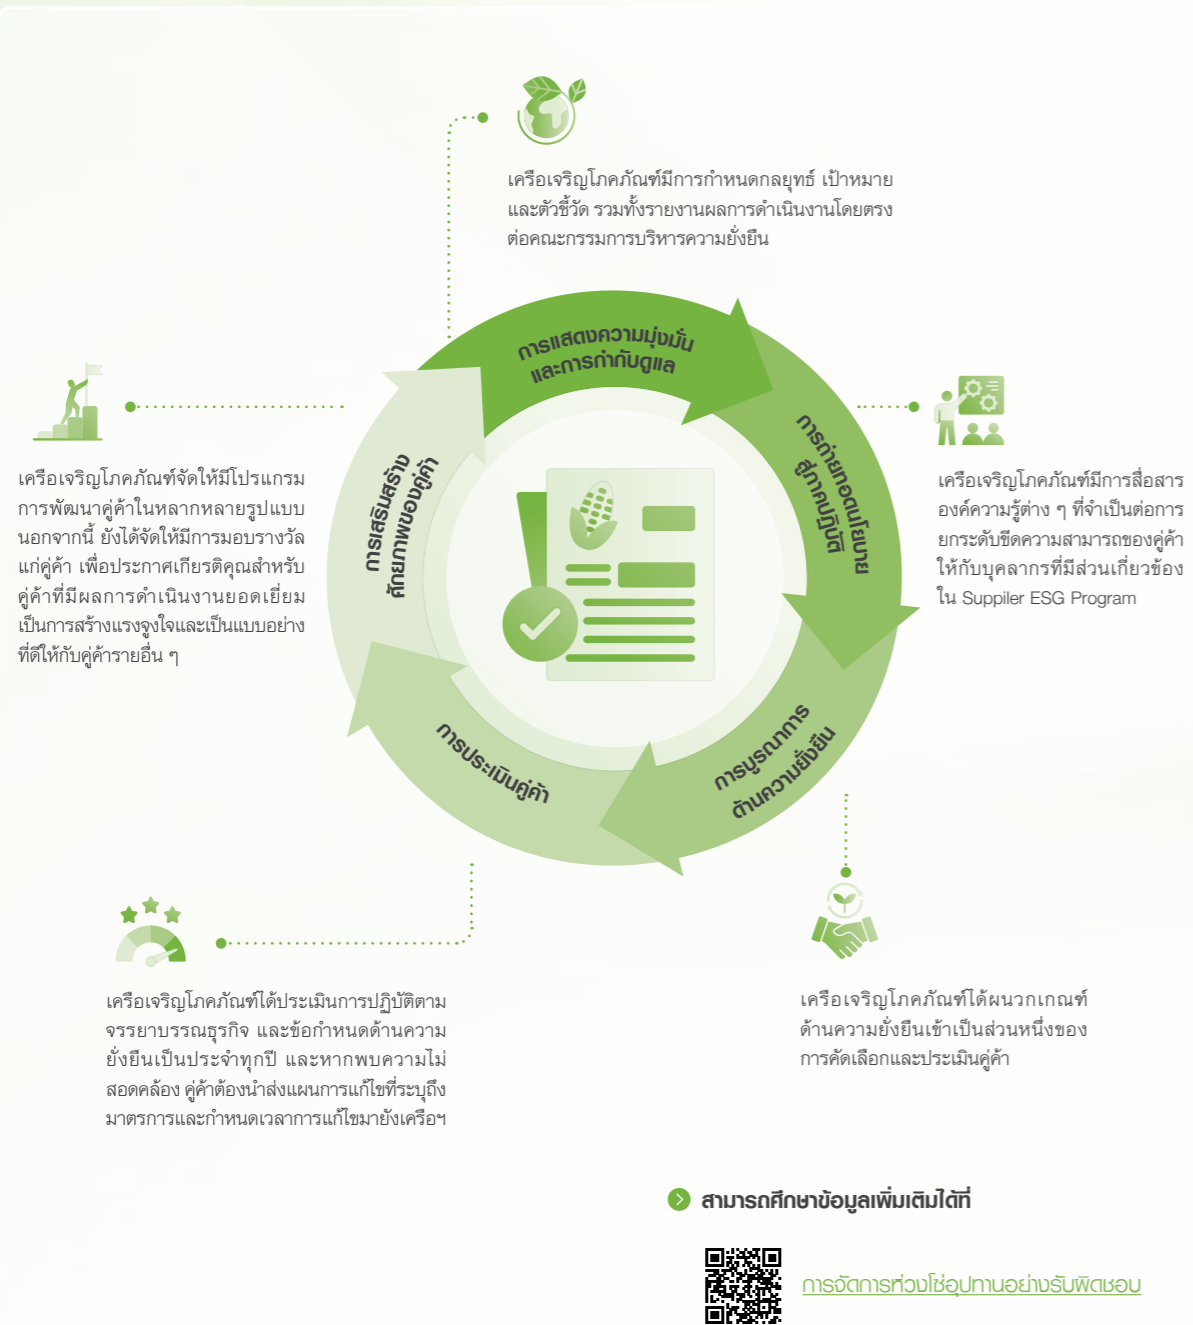 เครือเจริญโภคภัณฑ์มีการกำหนดกลยุทธ์ เป้าหมาย
และตัวชี้วัด รวมทั้งรายงานผลการดำเนินงานโดยตรง
ต่อคณะกรรมการบริหารความยั่งยืน
การแสดงความมุ่งมั่น
และการกำกับดูแล
การถ่ายทอดนโยบาย
สู่ภาคปฏิบัติ
เครือเจริญโภคภัณฑ์มีการสื่อสาร
องค์ความรู้ต่าง ๆ ที่จำเป็นต่อการ
ยกระดับขีดความสามารถของคู่ค้า
ให้กับบุคลากรที่มีส่วนเกี่ยวข้อง
ใน Suppiler ESG Program
การบูรณาการ
ด้านความยั่งยืน
เครือเจริญโภคภัณฑ์ได้ผนวกเกณฑ์
ด้านความยั่งยืนเข้าเป็นส่วนหนึ่งของ
การคัดเลือกและประเมินคู่ค้า
การประเมินคู่ค้า
เครือเจริญโภคภัณฑ์ได้ประเมินการปฏิบัติตาม
จรรยาบรรณธุรกิจ และข้อกำหนดด้านความ
ยั่งยืนเป็นประจำทุกปี และหากพบความไม่
สอดคล้อง คู่ค้าต้องนำส่งแผนการแก้ไขที่ระบุถึง
มาตรการและกำหนดเวลาการแก้ไขมายังเครือฯ
การเสริมสร้าง
ศักยภาพของคู่ค้า
เครือเจริญโภคภัณฑ์จัดให้มีโปรแกรม
การพัฒนาคู่ค้าในหลากหลายรูปแบบ
นอกจากนี้ ยังได้จัดให้มีการมอบรางวัล
แก่คู่ค้า เพื่อประกาศเกียรติคุณสำหรับ
คู่ค้าที่มีผลการดำเนินงานยอดเยี่ยม
เป็นการสร้างแรงจูงใจและเป็นแบบอย่าง
ที่ดีให้กับคู่ค้ารายอื่น ๆ
สามารถศึกษาข้อมูลเพิ่มเติมได้ที่
การจัดการห่วงโซ่อุปทานอย่างรับผิดชอบ